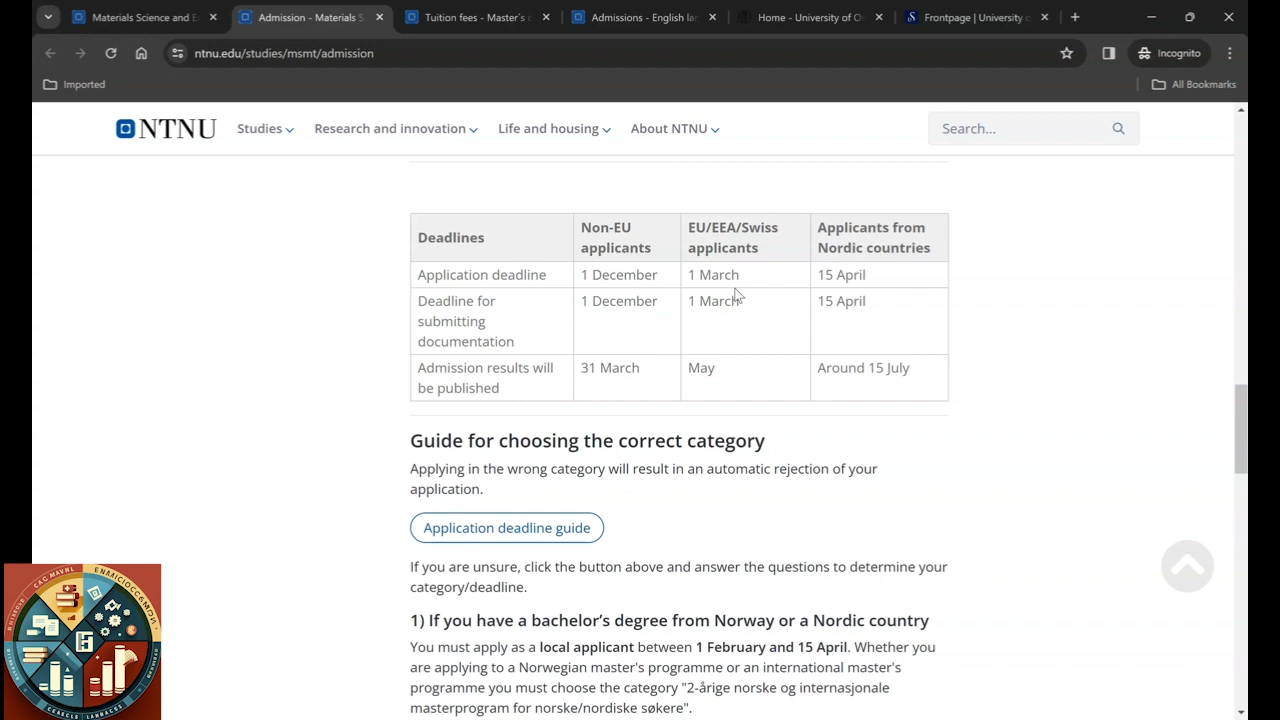 Materials Science and E
Admission - Materials S
Tuition fees - Master's d
Admissions - English lar
Home - University of O
Frontpage | University o
ntnu.edu/studies/msmt/admission
Incognito
Imported
All Bookmarks
NTNU
Studies
Research and innovation
Life and housing
About NTNU
Search...
Deadlines
Non-EU
applicants
EU/EEA/Swiss
applicants
Applicants from
Nordic countries
Application deadline
1 December
1 March
15 April
Deadline for
submitting
documentation
1 December
1 March
15 April
Admission results will
be published
31 March
May
Around 15 July
Guide for choosing the correct category
Applying in the wrong category will result in an automatic rejection of your
application.
Application deadline guide
If you are unsure, click the button above and answer the questions to determine your
category/deadline.
1) If you have a bachelor's degree from Norway or a Nordic country
You must apply as a local applicant between 1 February and 15 April. Whether you
are applying to a Norwegian master's programme or an international master's
programme you must choose the category "2-årige norske og internasjonale
masterprogram for norske/nordiske søkere".